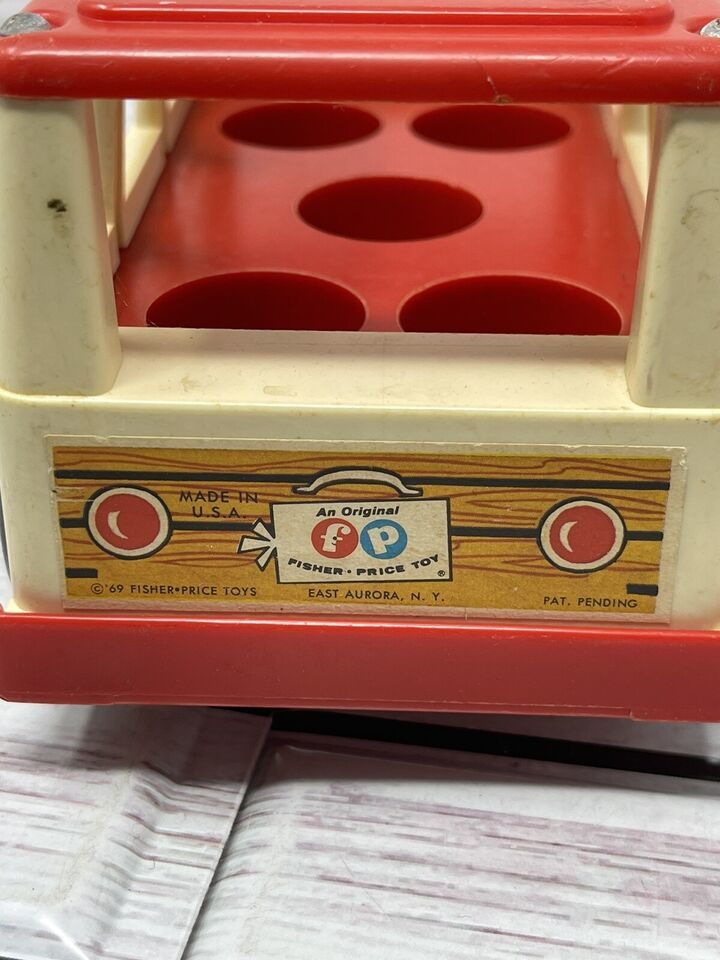 MADE IN
U.S.A.
An Original
fp
FISHER·PRICE TOY
®
©'69 FISHER•PRICE TOYS
EAST AURORA, N. Y.
PAT. PENDING